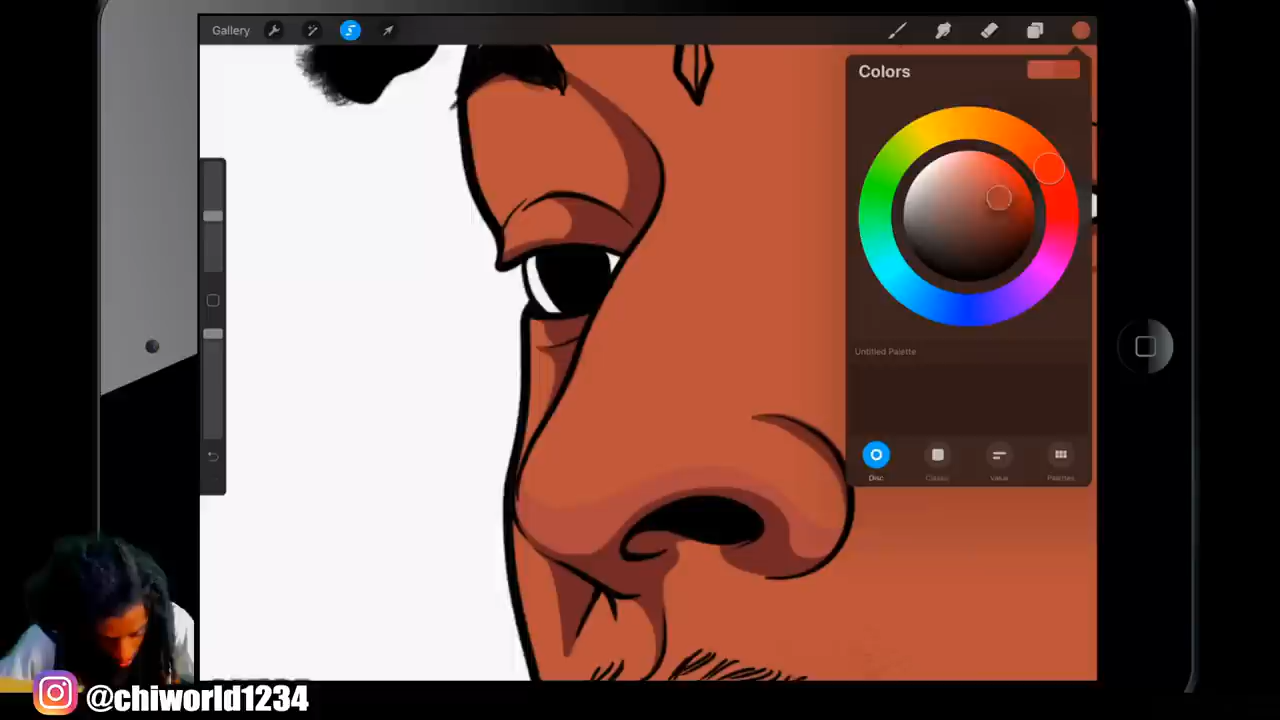 Gallery
Colors
Untitled Palette
Disc
Classic
Value
Palettes
@chiworld1234